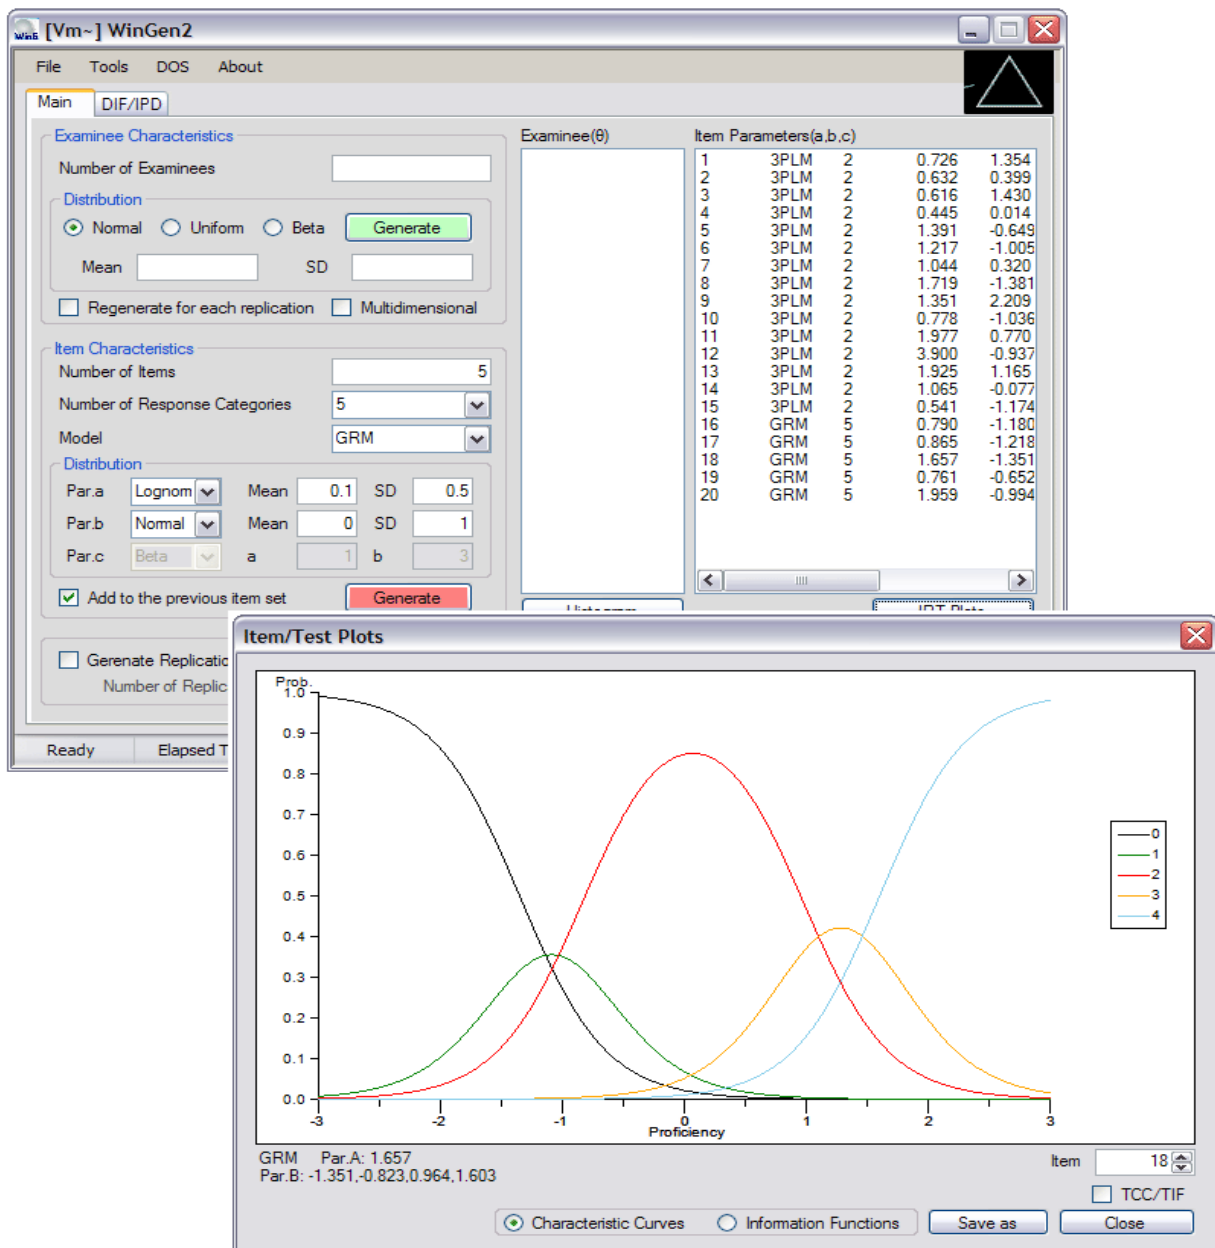 [Vm~] WinGen2
File Tools DOS About
Main DIF/IPD
Examinee Characteristics
Number of Examinees
Distribution
Normal Uniform Beta Generate
Mean SD
Regenerate for each replication Multidimensional
Item Characteristics
Number of Items 5
Number of Response Categories 5
Model GRM
Distribution
Par.a Lognorm Mean 0.1 SD 0.5
Par.b Normal Mean 0 SD 1
Par.c Beta a 1 b 3
Add to the previous item set Generate
Gerenate Replicatio
Number of Replic
Ready Elapsed T
Examinee(θ)
Item Parameters(a,b,c)
1 3PLM 2 0.726 1.354
2 3PLM 2 0.632 0.399
3 3PLM 2 0.616 1.430
4 3PLM 2 0.445 0.014
5 3PLM 2 1.391 -0.649
6 3PLM 2 1.217 -1.005
7 3PLM 2 1.044 0.320
8 3PLM 2 1.719 -1.381
9 3PLM 2 1.351 2.209
10 3PLM 2 0.778 -1.036
11 3PLM 2 1.977 0.770
12 3PLM 2 3.900 -0.937
13 3PLM 2 1.925 1.165
14 3PLM 2 1.065 -0.077
15 3PLM 2 0.541 -1.174
16 GRM 5 0.790 -1.180
17 GRM 5 0.865 -1.218
18 GRM 5 1.657 -1.351
19 GRM 5 0.761 -0.652
20 GRM 5 1.959 -0.994
Histogram IRT Plots
Item/Test Plots
Prob.
1.0
0.9
0.8
0.7
0.6
0.5
0.4
0.3
0.2
0.1
0.0
-3 -2 -1 0 1 2 3
Proficiency
0
1
2
3
4
GRM Par.A: 1.657
Par.B: -1.351,-0.823,0.964,1.603
Item 18
TCC/TIF
Characteristic Curves Information Functions Save as Close